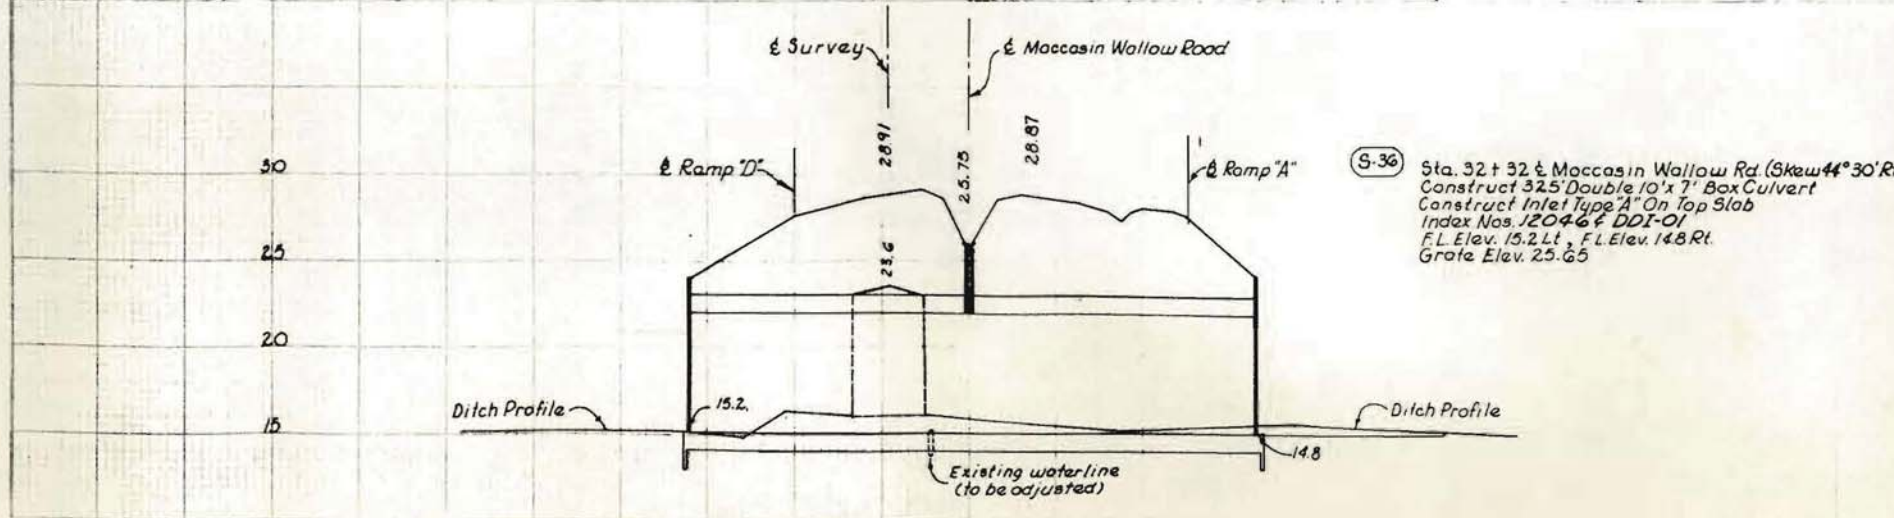 ℄ Survey
℄ Moccasin Wallow Road
28.91
25.75
28.87
℄ Ramp "D"
℄ Ramp "A"
30
25
20
15
23.6
S-36
Sta. 32+32 ℄ Moccasin Wallow Rd. (Skew 44°30' Rt
Construct 325' Double 10' x 7' Box Culvert
Construct Inlet Type "A" On Top Slab
Index Nos. 12046 & DDI-01
F.L. Elev. 15.2 Lt., F.L. Elev. 14.8 Rt.
Grate Elev. 25.65
Ditch Profile
15.2
Ditch Profile
14.8
Existing waterline
(to be adjusted)